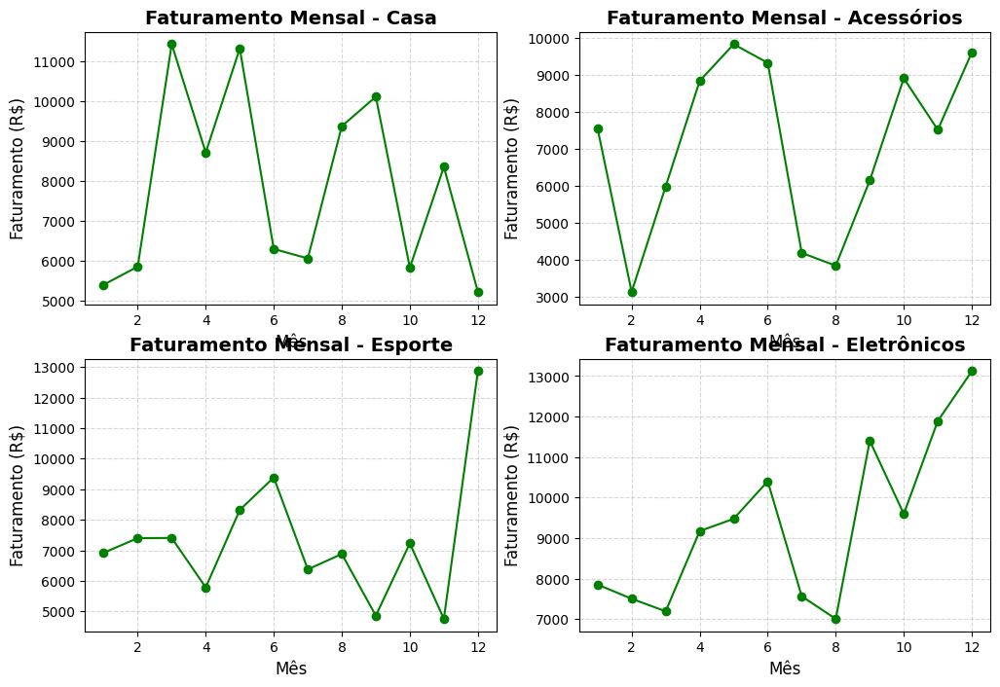 Faturamento Mensal - Casa
Faturamento (R$)
11000
10000
9000
8000
7000
6000
5000
2 4 6 8 10 12
Mês
Faturamento Mensal - Acessórios
Faturamento (R$)
10000
9000
8000
7000
6000
5000
4000
3000
2 4 6 8 10 12
Mês
Faturamento Mensal - Esporte
Faturamento (R$)
13000
12000
11000
10000
9000
8000
7000
6000
5000
2 4 6 8 10 12
Mês
Faturamento Mensal - Eletrônicos
Faturamento (R$)
13000
12000
11000
10000
9000
8000
7000
2 4 6 8 10 12
Mês